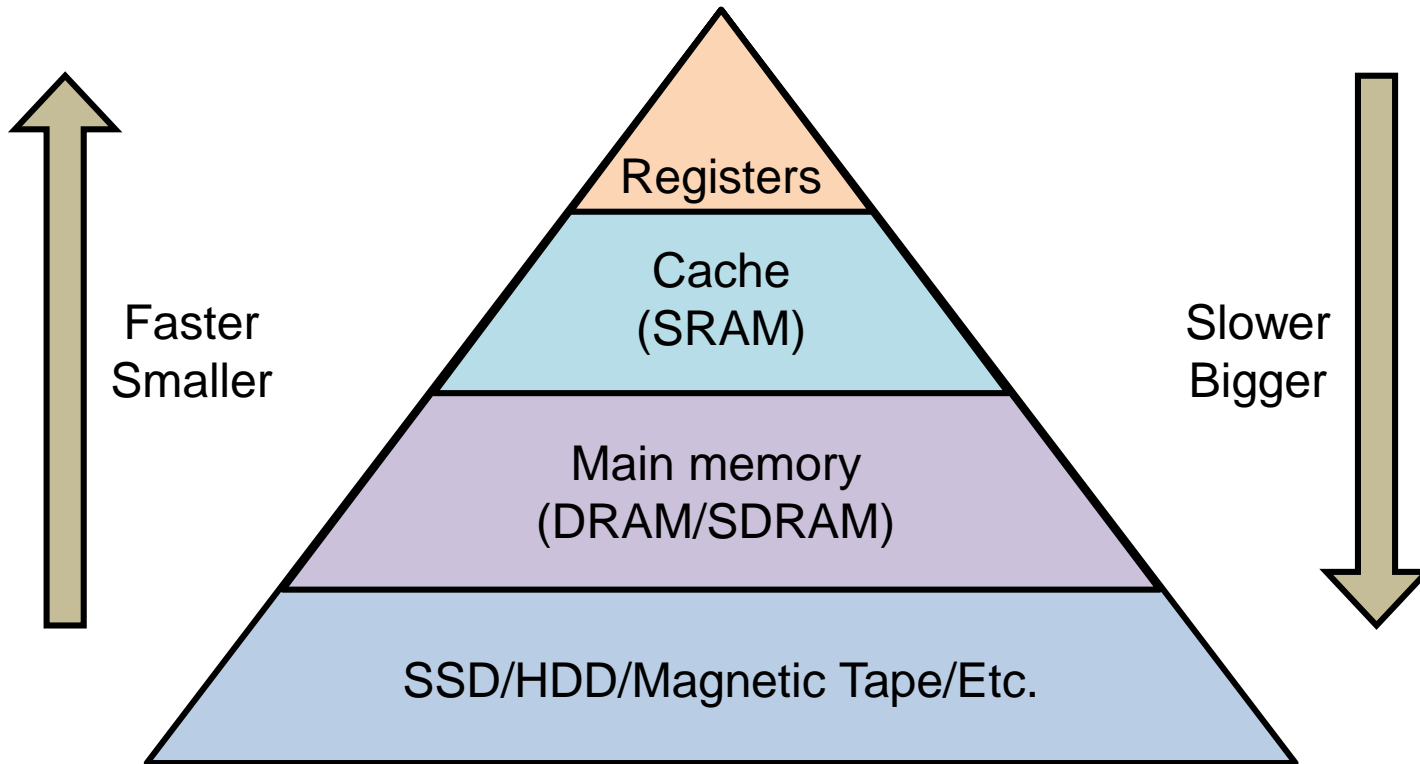 Registers
Cache
(SRAM)
Faster
Smaller
Slower
Bigger
Main memory
(DRAM/SDRAM)
SSD/HDD/Magnetic Tape/Etc.